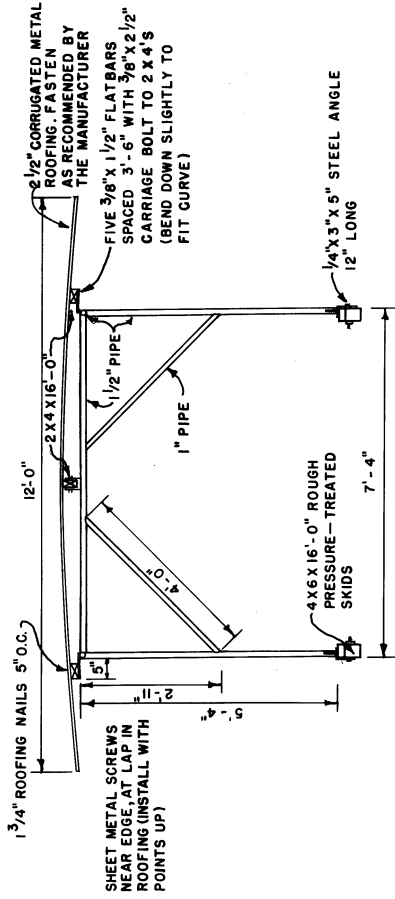 1 3/4" ROOFING NAILS 5" O.C.
12'-0"
2 X 4 X 16'-0"
2 1/2" CORRUGATED METAL
ROOFING. FASTEN
AS RECOMMENDED BY
THE MANUFACTURER
FIVE 3/8" X 1 1/2" FLATBARS
SPACED 3'-6" WITH 3/8" X 2 1/2"
CARRIAGE BOLT TO 2 X 4'S
(BEND DOWN SLIGHTLY TO
FIT CURVE)
1 1/2" PIPE
1" PIPE
4'-0"
5"
2'-11"
5'-4"
SHEET METAL SCREWS
NEAR EDGE, AT LAP IN
ROOFING (INSTALL WITH
POINTS UP)
4 X 6 X 16'-0" ROUGH
PRESSURE-TREATED
SKIDS
1/4" X 3" X 5" STEEL ANGLE
12" LONG
7'-4"